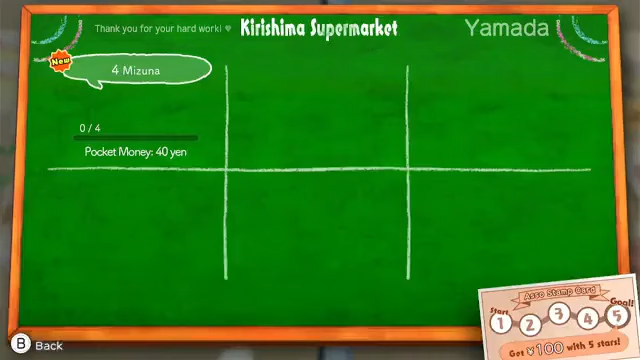 Thank you for your hard work! ♥ Kirishima Supermarket Yamada
New
4 Mizuna
0 / 4
Pocket Money: 40 yen
Asso Stamp Card
Start Goal!
1 2 3 4 5
Get ¥100 with 5 stars!
B Back